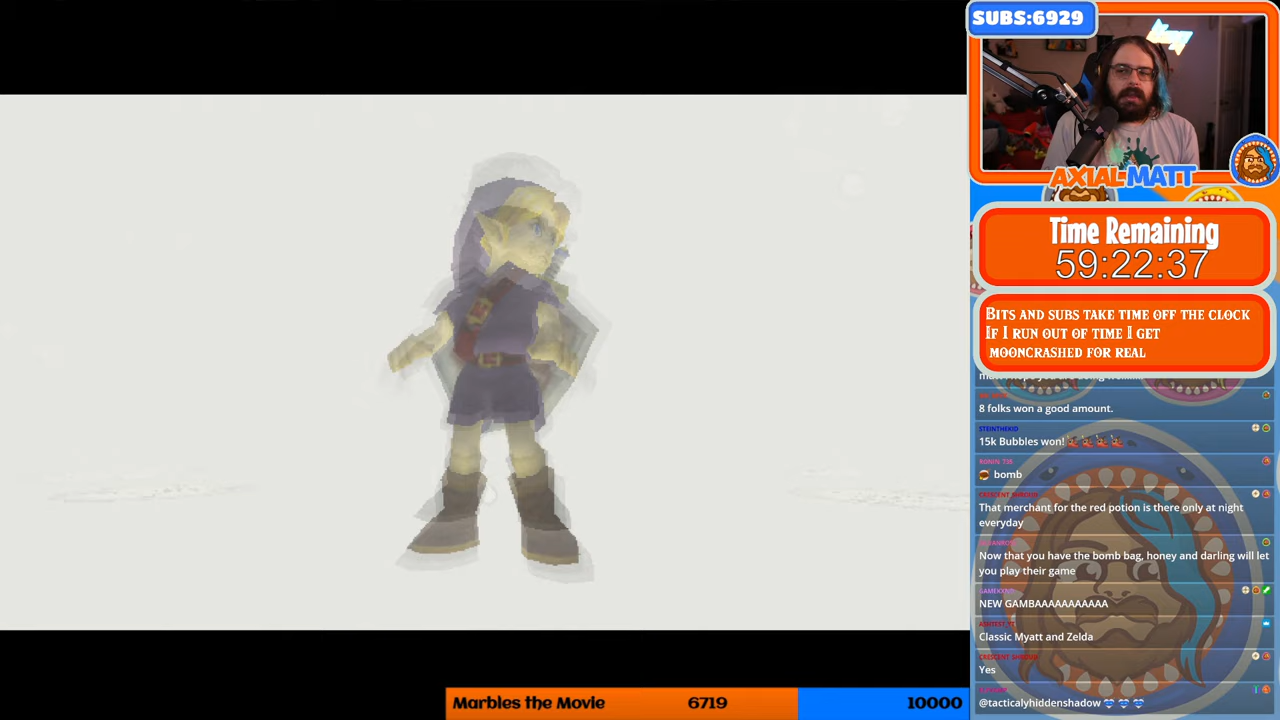 SUBS:6929
AXIAL MATT
Time Remaining
59:22:37
BITS AND SUBS TAKE TIME OFF THE CLOCK
IF I RUN OUT OF TIME I GET
MOONCRASHED FOR REAL
8 folks won a good amount.
STEINTHEKID
15k Bubbles won!
RONIN_738
bomb
CRESCENT_SHROUD
That merchant for the red potion is there only at night
everyday
Now that you have the bomb bag, honey and darling will let
you play their game
NEW GAMBAAAAAAAAAAA
Classic Myatt and Zelda
CRESCENT_SHROUD
Yes
@tacticalyhiddenshadow
Marbles the Movie 6719 10000